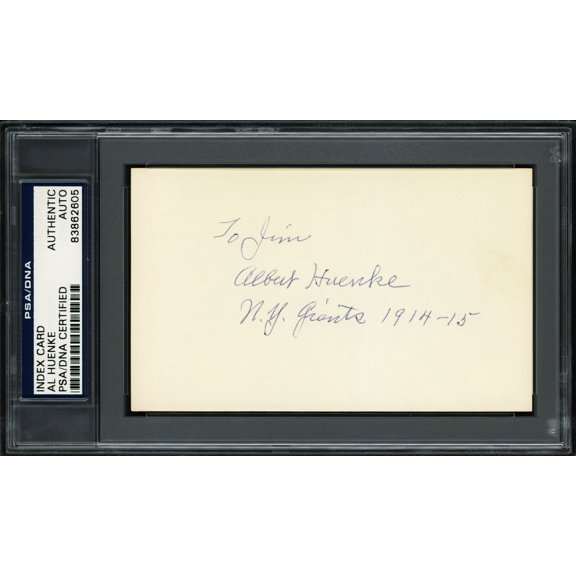 PSA/DNA
INDEX CARD
AL HUENKE
PSA/DNA CERTIFIED
AUTHENTIC
AUTO
83862605
To Jim
Albert Huenke
N.Y. Giants 1914-15